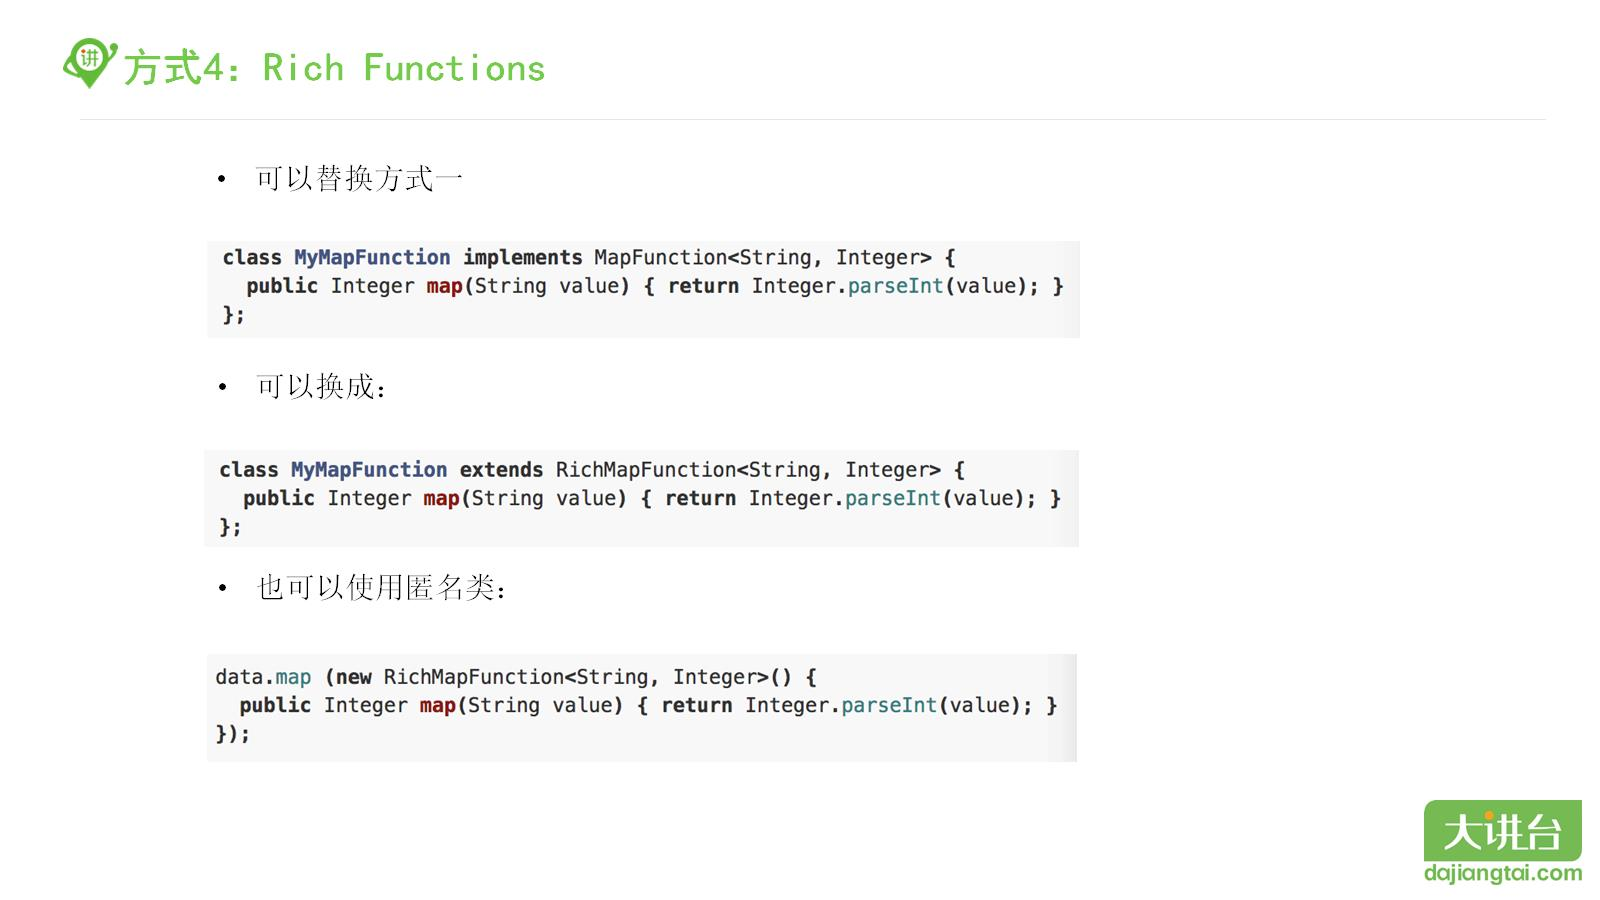 讲
方式4：Rich Functions
• 可以替换方式一
class MyMapFunction implements MapFunction<String, Integer> {
  public Integer map(String value) { return Integer.parseInt(value); }
};
• 可以换成：
class MyMapFunction extends RichMapFunction<String, Integer> {
  public Integer map(String value) { return Integer.parseInt(value); }
};
• 也可以使用匿名类：
data.map (new RichMapFunction<String, Integer>() {
  public Integer map(String value) { return Integer.parseInt(value); }
});
大讲台
dajiangtai.com